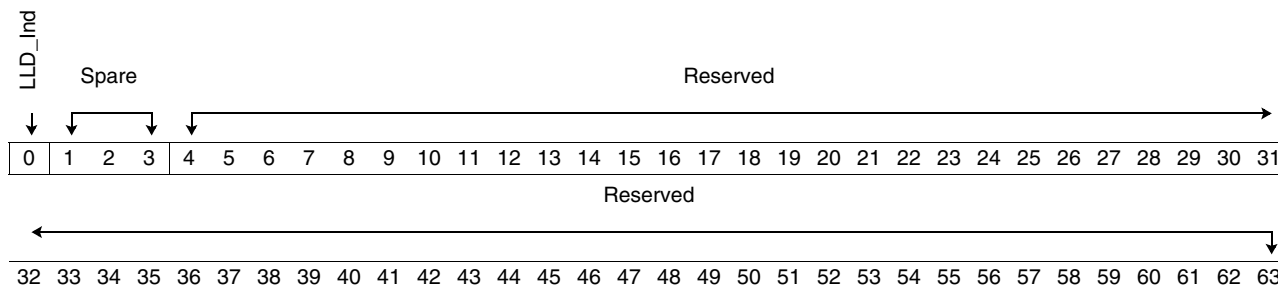 LLD_Ind
Spare
Reserved
0 1 2 3 4 5 6 7 8 9 10 11 12 13 14 15 16 17 18 19 20 21 22 23 24 25 26 27 28 29 30 31
Reserved
32 33 34 35 36 37 38 39 40 41 42 43 44 45 46 47 48 49 50 51 52 53 54 55 56 57 58 59 60 61 62 63